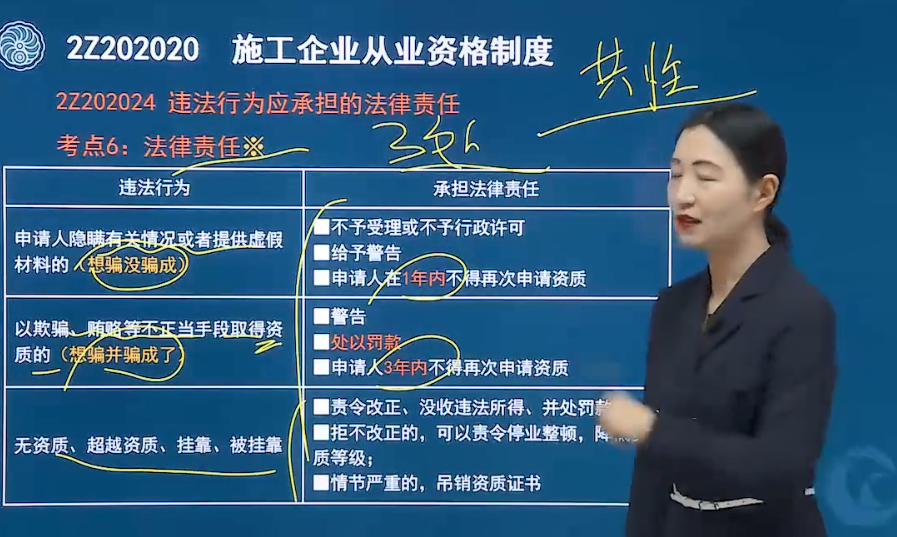 2Z202020 施工企业从业资格制度
共性
2Z202024 违法行为应承担的法律责任
考点6：法律责任※
违法行为
承担法律责任
申请人隐瞒有关情况或者提供虚假
材料的（想骗没骗成）
■不予受理或不予行政许可
■给予警告
■申请人在1年内不得再次申请资质
以欺骗、贿赂等不正当手段取得资
质的（想骗并骗成了）
■警告
■处以罚款
■申请人3年内不得再次申请资质
无资质、超越资质、挂靠、被挂靠
■责令改正、没收违法所得、并处罚款
■拒不改正的，可以责令停业整顿，降
质等级；
■情节严重的，吊销资质证书